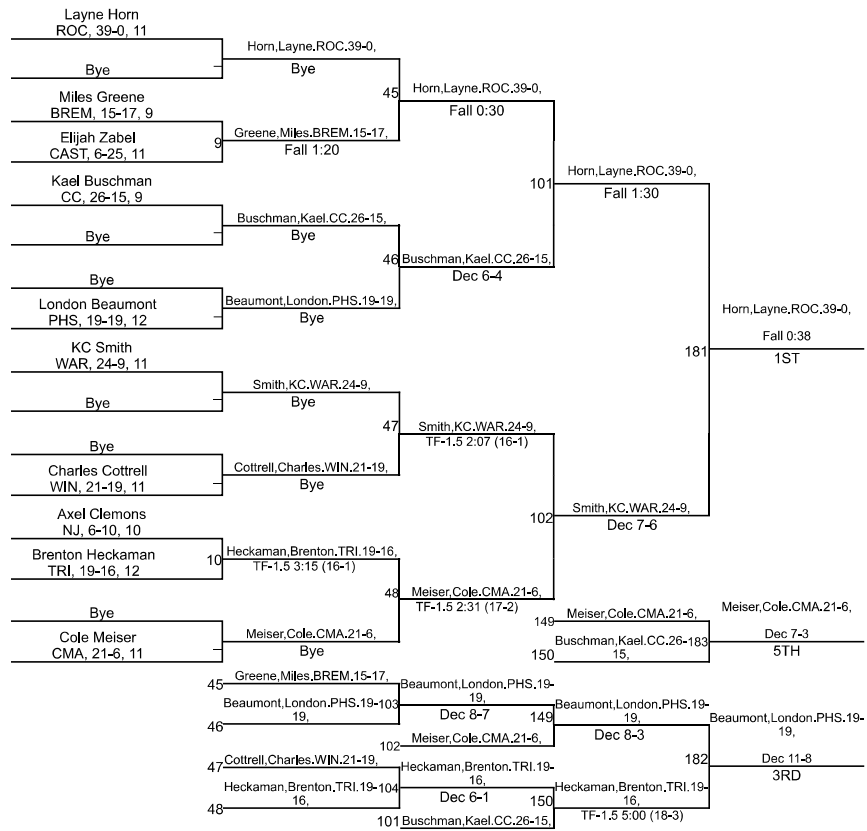 Layne Horn
ROC, 39-0, 11
Bye
Horn,Layne.ROC.39-0,
Bye
Miles Greene
BREM, 15-17, 9
9
Elijah Zabel
CAST, 6-25, 11
Greene,Miles.BREM.15-17,
Fall 1:20
45
Horn,Layne.ROC.39-0,
Fall 0:30
Kael Buschman
CC, 26-15, 9
Bye
Buschman,Kael.CC.26-15,
Bye
Bye
London Beaumont
PHS, 19-19, 12
Beaumont,London.PHS.19-19,
Bye
46
Buschman,Kael.CC.26-15,
Dec 6-4
101
Horn,Layne.ROC.39-0,
Fall 1:30
KC Smith
WAR, 24-9, 11
Bye
Smith,KC.WAR.24-9,
Bye
Bye
Charles Cottrell
WIN, 21-19, 11
Cottrell,Charles.WIN.21-19,
Bye
47
Smith,KC.WAR.24-9,
TF-1.5 2:07 (16-1)
Axel Clemons
NJ, 6-10, 10
10
Brenton Heckaman
TRI, 19-16, 12
Heckaman,Brenton.TRI.19-16,
TF-1.5 3:15 (16-1)
Bye
Cole Meiser
CMA, 21-6, 11
Meiser,Cole.CMA.21-6,
Bye
48
Meiser,Cole.CMA.21-6,
TF-1.5 2:31 (17-2)
102
Smith,KC.WAR.24-9,
Dec 7-6
181
Horn,Layne.ROC.39-0,
Fall 0:38
1ST
149
Meiser,Cole.CMA.21-6,
150
Buschman,Kael.CC.26-
15,
183
Meiser,Cole.CMA.21-6,
Dec 7-3
5TH
45
Greene,Miles.BREM.15-17,
46
Beaumont,London.PHS.19-
19,
103
Beaumont,London.PHS.19-
19,
Dec 8-7
102
Meiser,Cole.CMA.21-6,
149
Beaumont,London.PHS.19-
19,
Dec 8-3
47
Cottrell,Charles.WIN.21-19,
48
Heckaman,Brenton.TRI.19-
16,
104
Heckaman,Brenton.TRI.19-
16,
Dec 6-1
101
Buschman,Kael.CC.26-15,
150
Heckaman,Brenton.TRI.19-
16,
TF-1.5 5:00 (18-3)
182
Beaumont,London.PHS.19-
19,
Dec 11-8
3RD